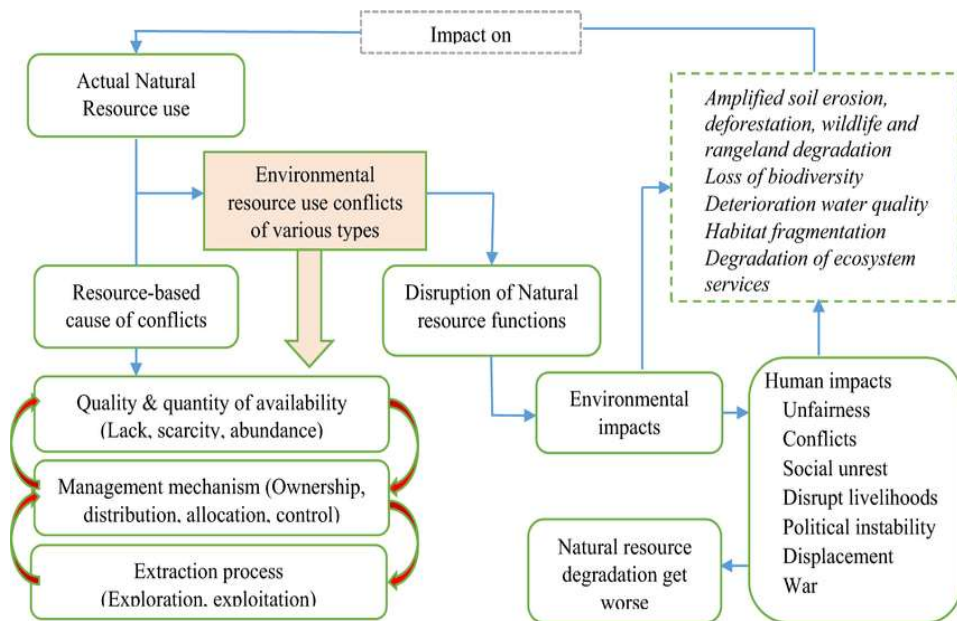 Impact on
Actual Natural
Resource use
Environmental
resource use conflicts
of various types
Resource-based
cause of conflicts
Quality & quantity of availability
(Lack, scarcity, abundance)
Management mechanism (Ownership,
distribution, allocation, control)
Extraction process
(Exploration, exploitation)
Disruption of Natural
resource functions
Environmental
impacts
Amplified soil erosion,
deforestation, wildlife and
rangeland degradation
Loss of biodiversity
Deterioration water quality
Habitat fragmentation
Degradation of ecosystem
services
Human impacts
Unfairness
Conflicts
Social unrest
Disrupt livelihoods
Political instability
Displacement
War
Natural resource
degradation get
worse